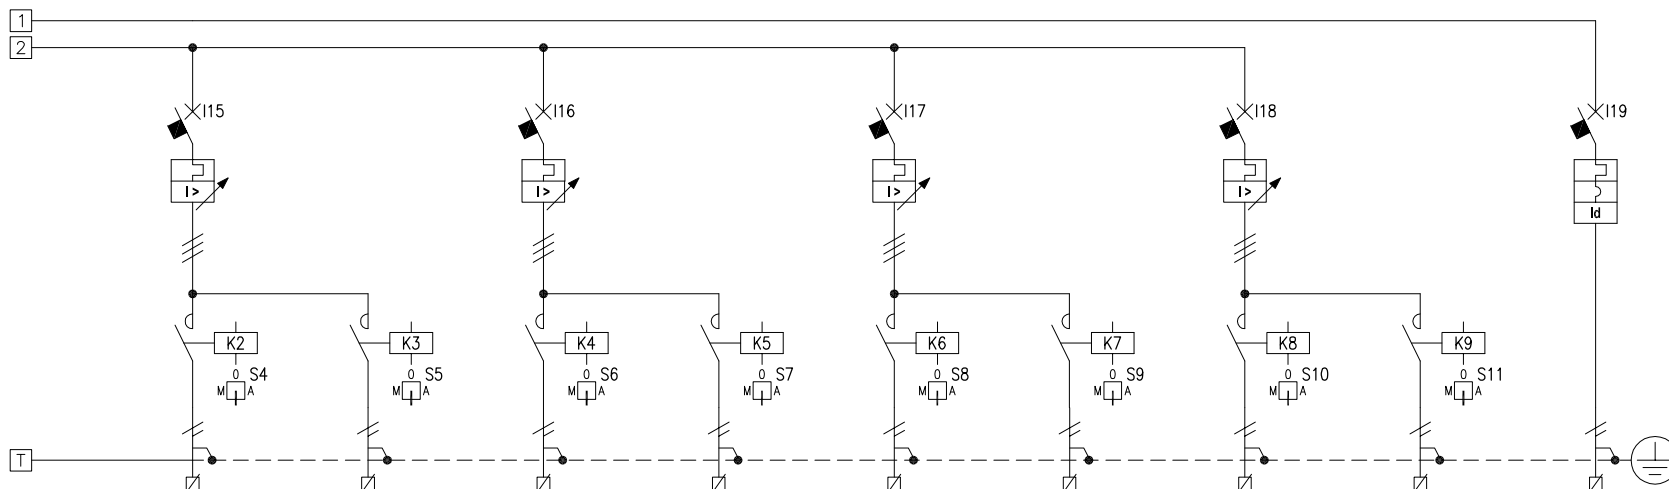 1
2
I15 I16 I17 I18 I19
I> I> I> I>
Id
K2 K3 K4 K5 K6 K7 K8 K9
0 S4 0 S5 0 S6 0 S7 0 S8 0 S9 0 S10 0 S11
M A M A M A M A M A M A M A M A
T